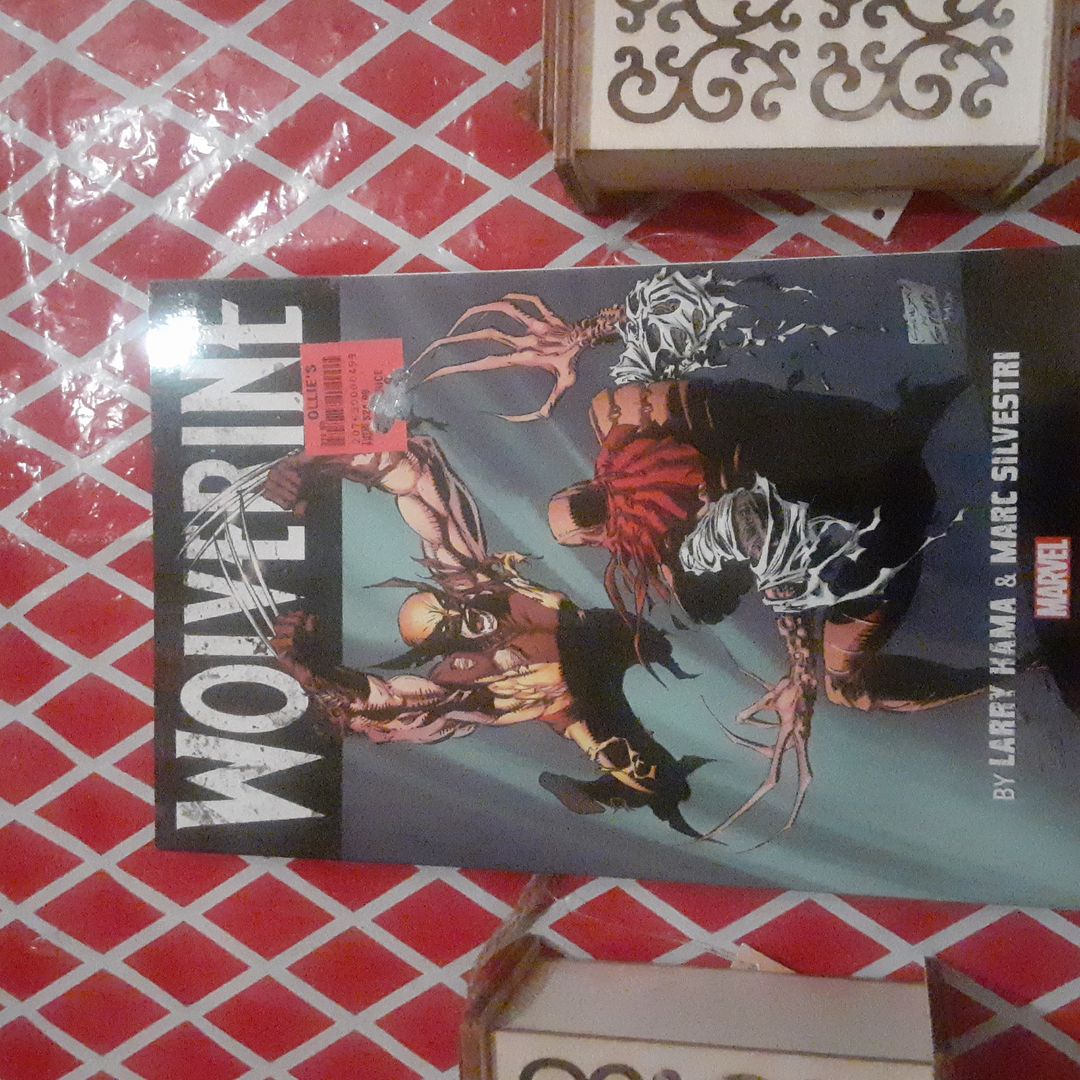 WOLVERINE
OLLIE'S
BY LARRY HAMA & MARC SILVESTRI
MARVEL